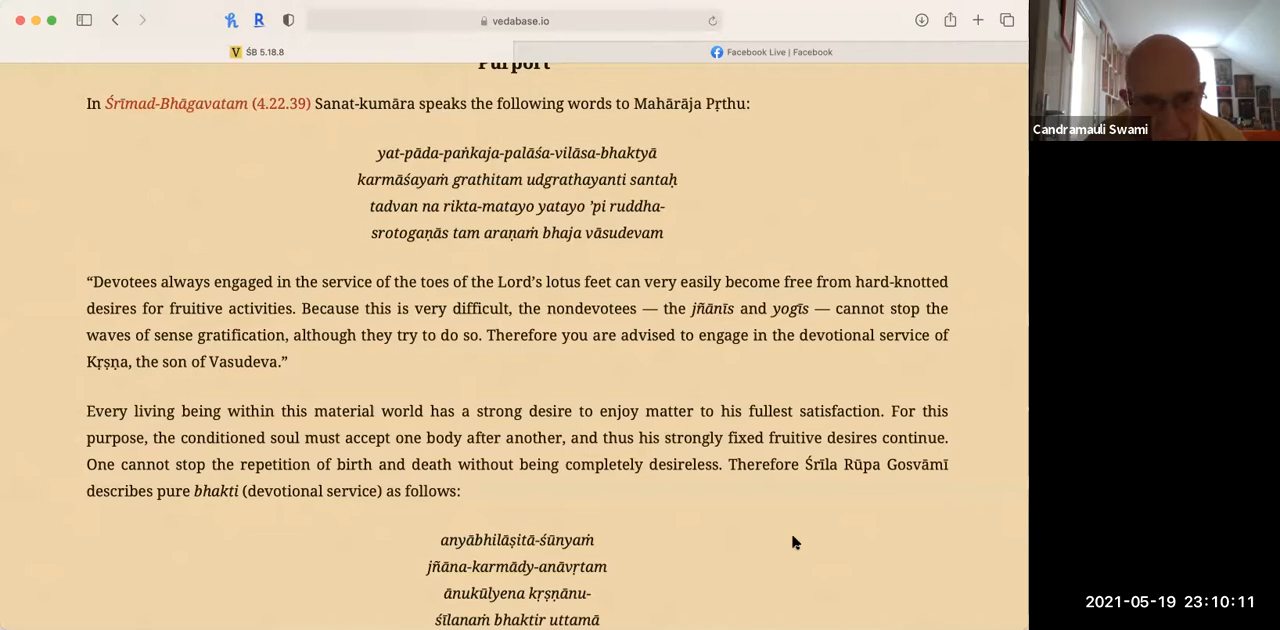 vedabase.io
ŚB 5.18.8
Facebook Live | Facebook
Purport
In Śrīmad-Bhāgavatam (4.22.39) Sanat-kumāra speaks the following words to Mahārāja Pṛthu:
yat-pāda-paṅkaja-palāśa-vilāsa-bhaktyā
karmāśayaṁ grathitam udgrathayanti santaḥ
tadvan na rikta-matayo yatayo ’pi ruddha-
srotogaṇās tam araṇaṁ bhaja vāsudevam
“Devotees always engaged in the service of the toes of the Lord’s lotus feet can very easily become free from hard-knotted
desires for fruitive activities. Because this is very difficult, the nondevotees — the jñānīs and yogīs — cannot stop the
waves of sense gratification, although they try to do so. Therefore you are advised to engage in the devotional service of
Kṛṣṇa, the son of Vasudeva.”
Every living being within this material world has a strong desire to enjoy matter to his fullest satisfaction. For this
purpose, the conditioned soul must accept one body after another, and thus his strongly fixed fruitive desires continue.
One cannot stop the repetition of birth and death without being completely desireless. Therefore Śrīla Rūpa Gosvāmī
describes pure bhakti (devotional service) as follows:
anyābhilāṣitā-śūnyaṁ
jñāna-karmādy-anāvṛtam
ānukūlyena kṛṣṇānu-
śīlanaṁ bhaktir uttamā
Candramauli Swami
2021-05-19 23:10:11